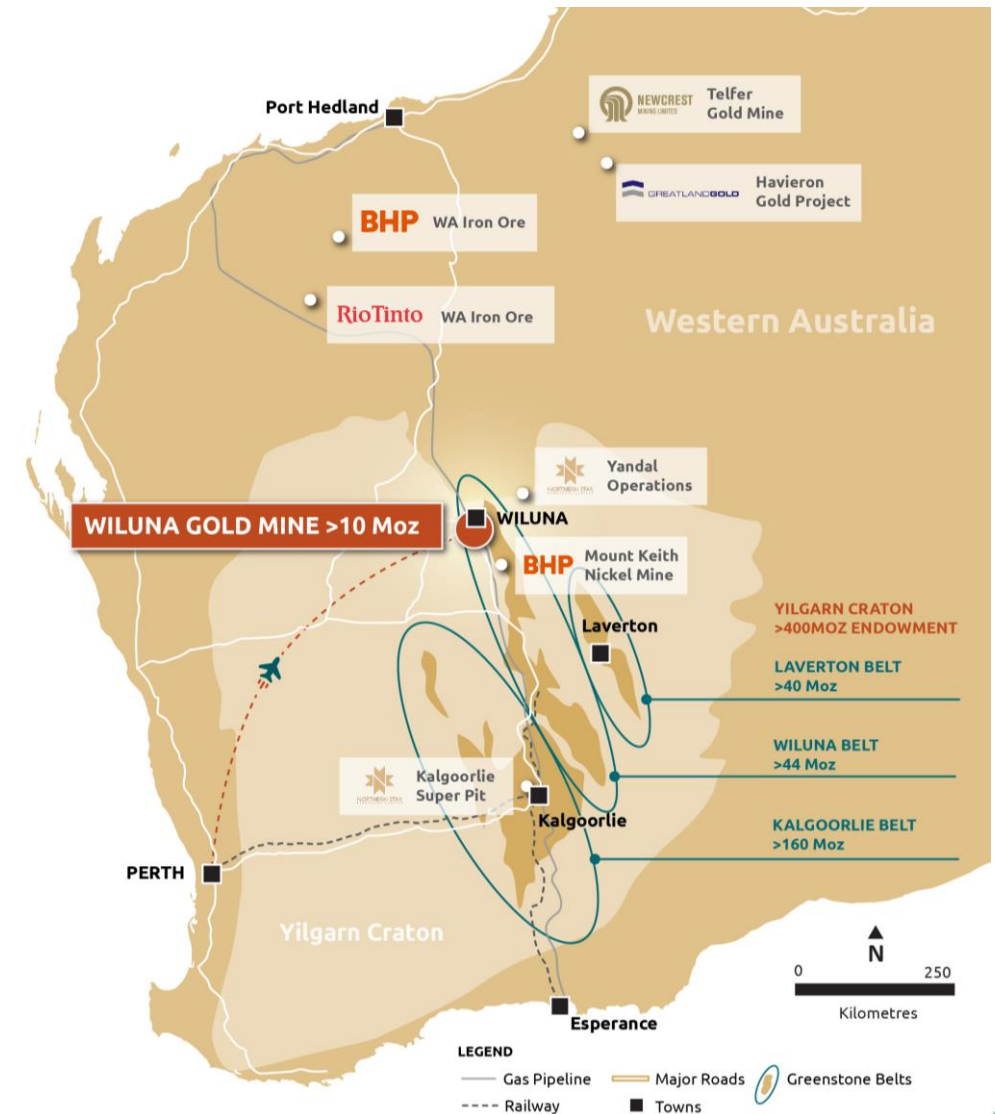 Port Hedland
NEWCREST
MINING LIMITED
Telfer
Gold Mine
GREATLANDGOLD
Havieron
Gold Project
BHP WA Iron Ore
RioTinto WA Iron Ore
Western Australia
Yandal
Operations
WILUNA
WILUNA GOLD MINE >10 Moz
BHP
Mount Keith
Nickel Mine
Laverton
YILGARN CRATON
>400MOZ ENDOWMENT
LAVERTON BELT
>40 Moz
WILUNA BELT
>44 Moz
NORTHERN STAR
Kalgoorlie
Super Pit
Kalgoorlie
KALGOORLIE BELT
>160 Moz
PERTH
Yilgarn Craton
N
0 250
Kilometres
Esperance
LEGEND
Gas Pipeline
Major Roads
Greenstone Belts
Railway
Towns